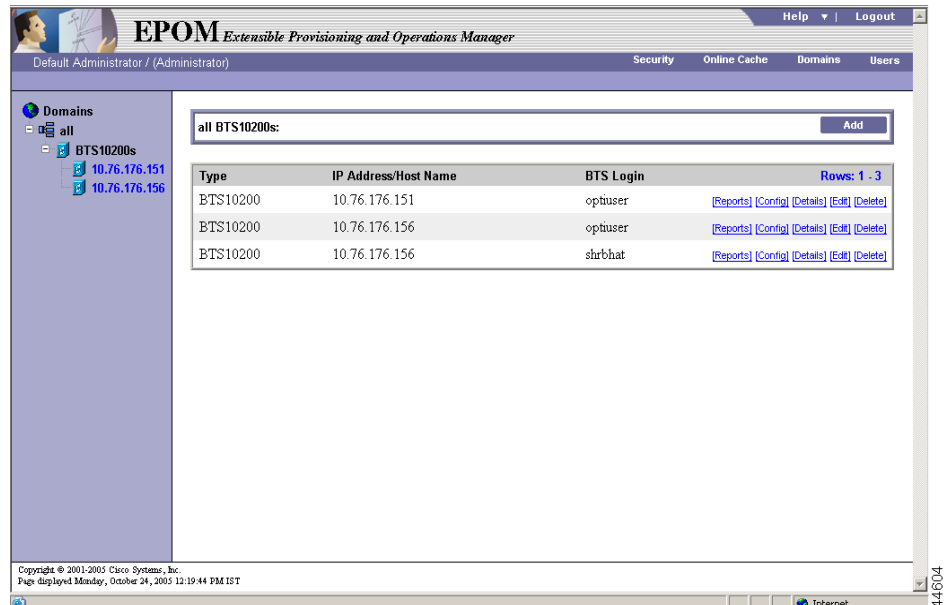 Help ▼ | Logout
EPOM Extensible Provisioning and Operations Manager
Default Administrator / (Administrator)
Security Online Cache Domains Users
Domains
all
BTS10200s
10.76.176.151
10.76.176.156
all BTS10200s:
Add
Type IP Address/Host Name BTS Login Rows: 1 - 3
BTS10200 10.76.176.151 optiuser [Reports] [Config] [Details] [Edit] [Delete]
BTS10200 10.76.176.156 optiuser [Reports] [Config] [Details] [Edit] [Delete]
BTS10200 10.76.176.156 shrbhat [Reports] [Config] [Details] [Edit] [Delete]
Copyright © 2001-2005 Cisco Systems, Inc.
Page displayed Monday, October 24, 2005 12:19:44 PM IST
Internet
44604